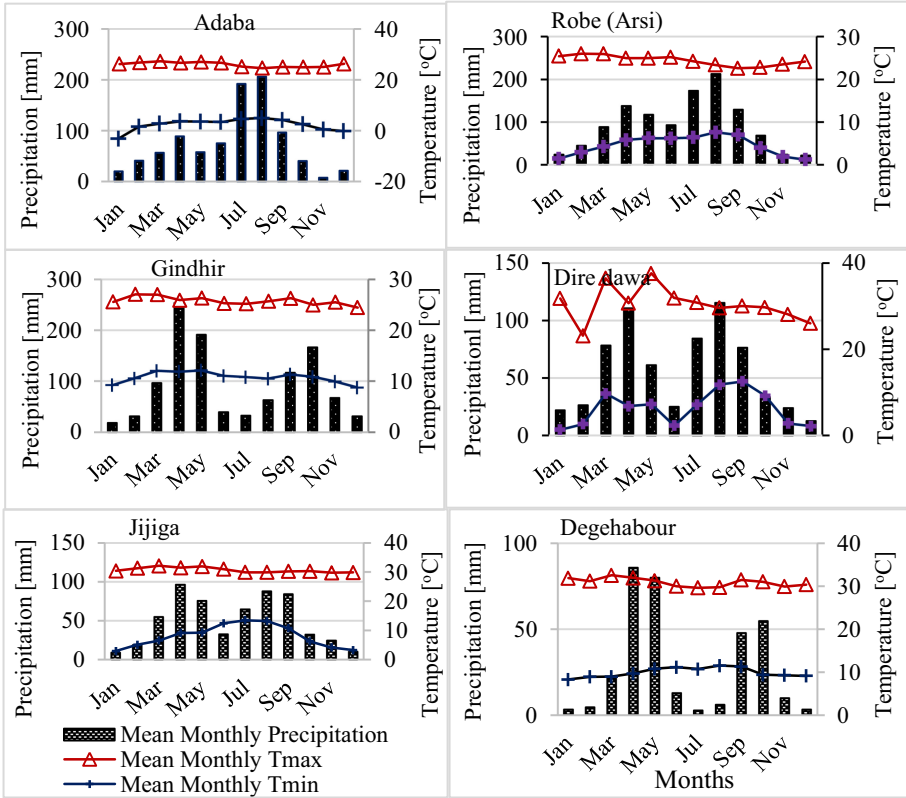 Adaba
Precipitation [mm]
300
200
100
0
40
20
0
-20
Temperature [°C]
Jan
Mar
May
Jul
Sep
Nov
Robe (Arsi)
Precipitation [mm]
300
200
100
0
30
20
10
0
Temperature [°C]
Jan
Mar
May
Jul
Sep
Nov
Gindhir
Precipitation [mm]
300
200
100
0
30
20
10
0
Temperature [°C]
Jan
Mar
May
Jul
Sep
Nov
Dire dawa
Precipitationl [mm]
150
100
50
0
40
20
0
Temperature [°C]
Jan
Mar
May
Jul
Sep
Nov
Jijiga
Precipitation [mm]
150
100
50
0
40
30
20
10
0
Temperature [°C]
Jan
Mar
May
Jul
Sep
Nov
Mean Monthly Precipitation
Mean Monthly Tmax
Mean Monthly Tmin
Degehabour
Precipitation [mm]
100
50
0
40
30
20
10
0
Temperature [°C]
Jan
Mar
May
Jul
Sep
Nov
Months